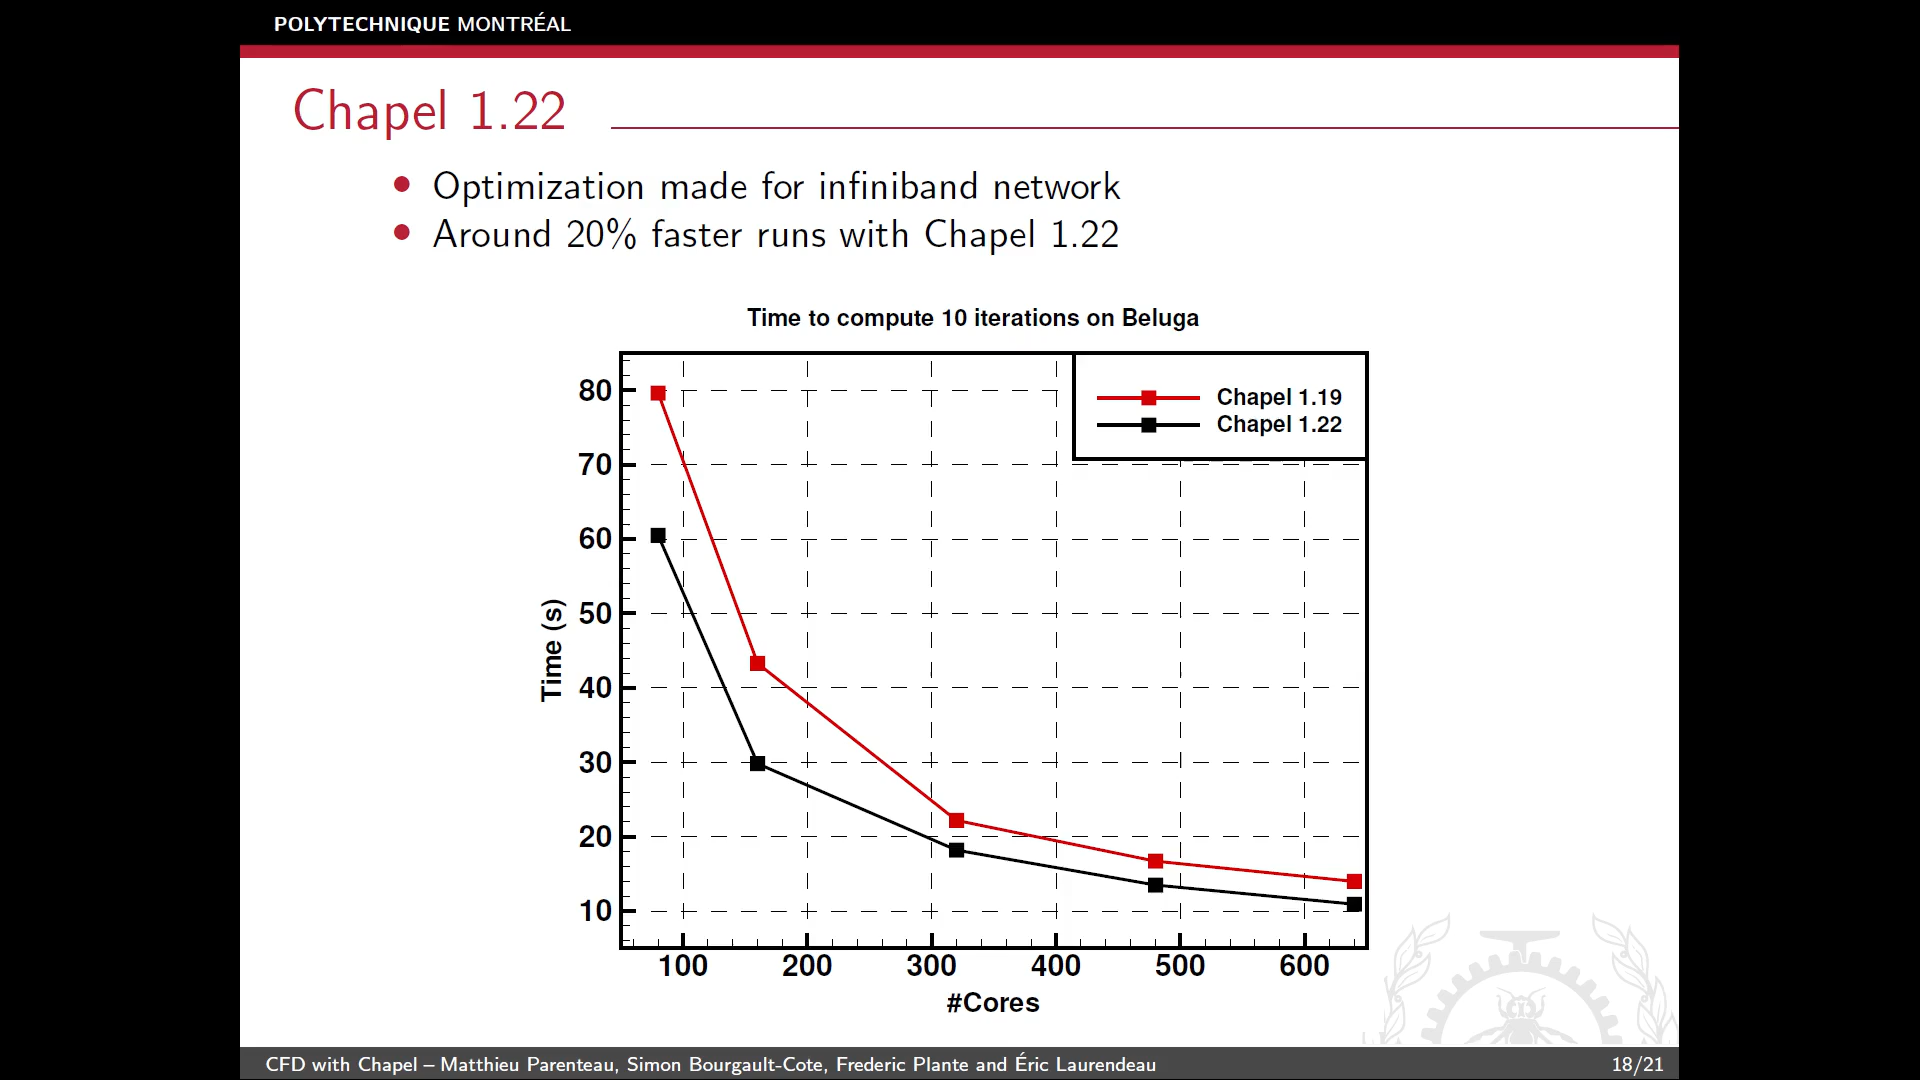 POLYTECHNIQUE MONTRÉAL
Chapel 1.22
• Optimization made for infiniband network
• Around 20% faster runs with Chapel 1.22
Time to compute 10 iterations on Beluga
Chapel 1.19
Chapel 1.22
80
70
60
50
40
30
20
10
Time (s)
100 200 300 400 500 600
#Cores
CFD with Chapel – Matthieu Parenteau, Simon Bourgault-Cote, Frederic Plante and Éric Laurendeau 18/21